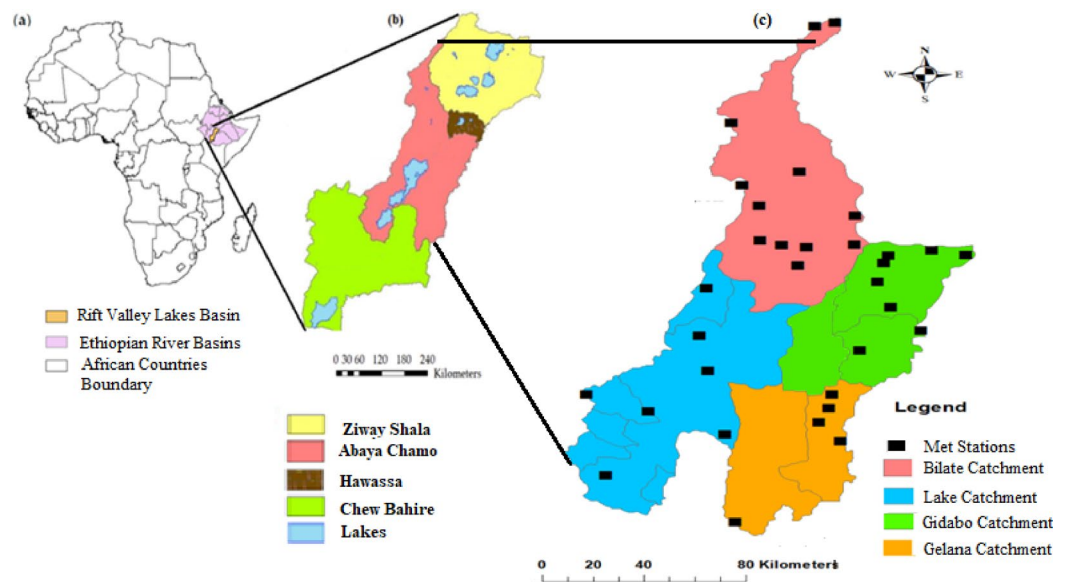 (a)
(b)
(c)
N
W E
S
Rift Valley Lakes Basin
Ethiopian River Basins
African Countries
Boundary
0 30 60 120 180 240
Kilometers
Ziway Shala
Abaya Chamo
Hawassa
Chew Bahire
Lakes
Legend
Met Stations
Bilate Catchment
Lake Catchment
Gidabo Catchment
Gelana Catchment
0 20 40 80 Kilometers